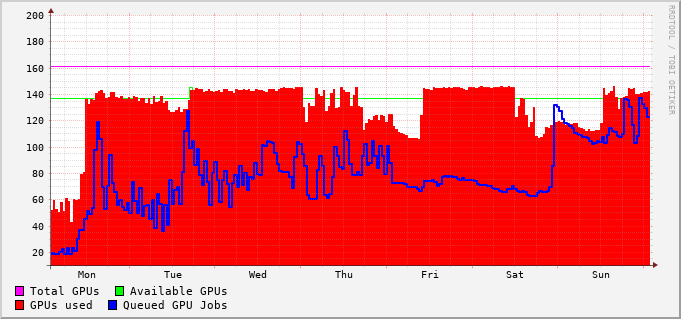 200
180
160
140
120
100
80
60
40
20
Mon Tue Wed Thu Fri Sat Sun
RRDTOOL / TOBI OETIKER
Total GPUs Available GPUs
GPUs used Queued GPU Jobs